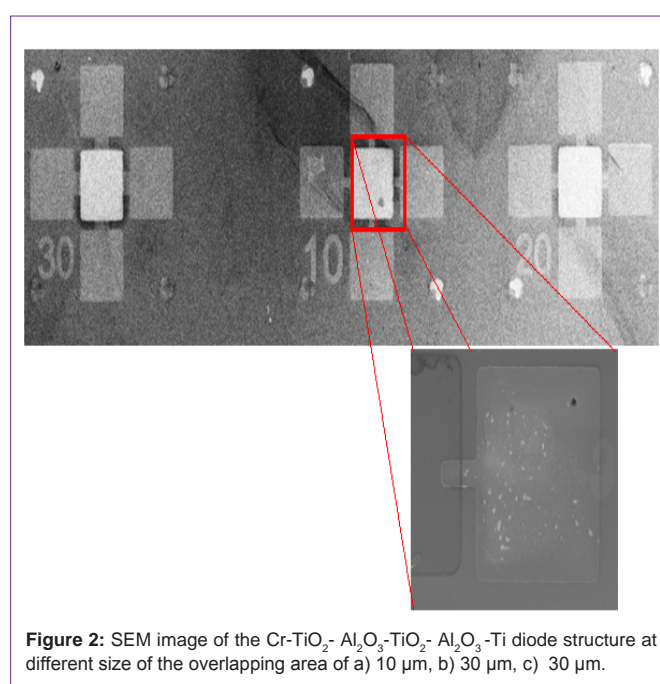 30
10
20
Figure 2: SEM image of the Cr-TiO₂- Al₂O₃-TiO₂- Al₂O₃ -Ti diode structure at
different size of the overlapping area of a) 10 µm, b) 30 µm, c) 30 µm.